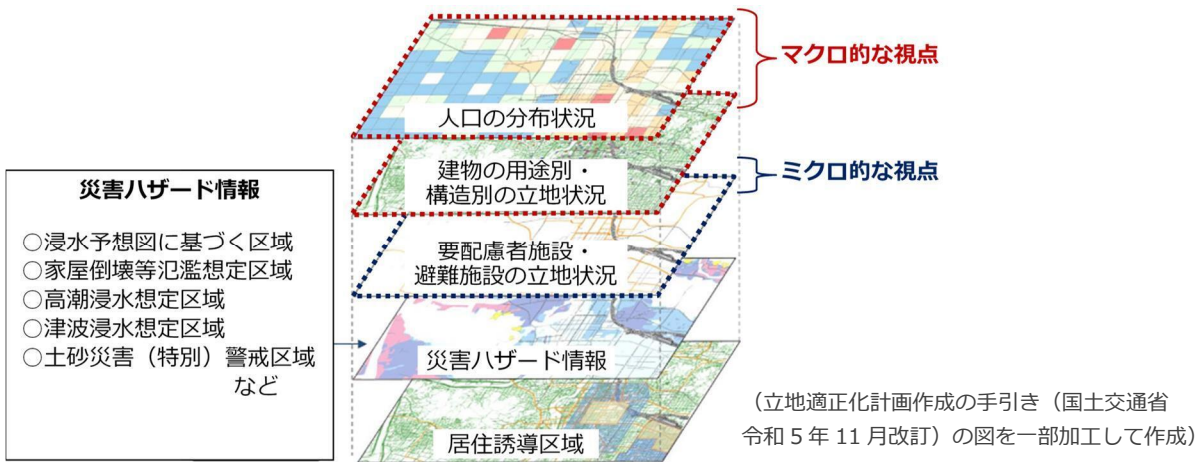 マクロ的な視点
人口の分布状況
建物の用途別・
構造別の立地状況
ミクロ的な視点
災害ハザード情報
○浸水予想図に基づく区域
○家屋倒壊等氾濫想定区域
○高潮浸水想定区域
○津波浸水想定区域
○土砂災害（特別）警戒区域
など
要配慮者施設・
避難施設の立地状況
災害ハザード情報
居住誘導区域
（立地適正化計画作成の手引き（国土交通省
令和 5 年 11 月改訂）の図を一部加工して作成）